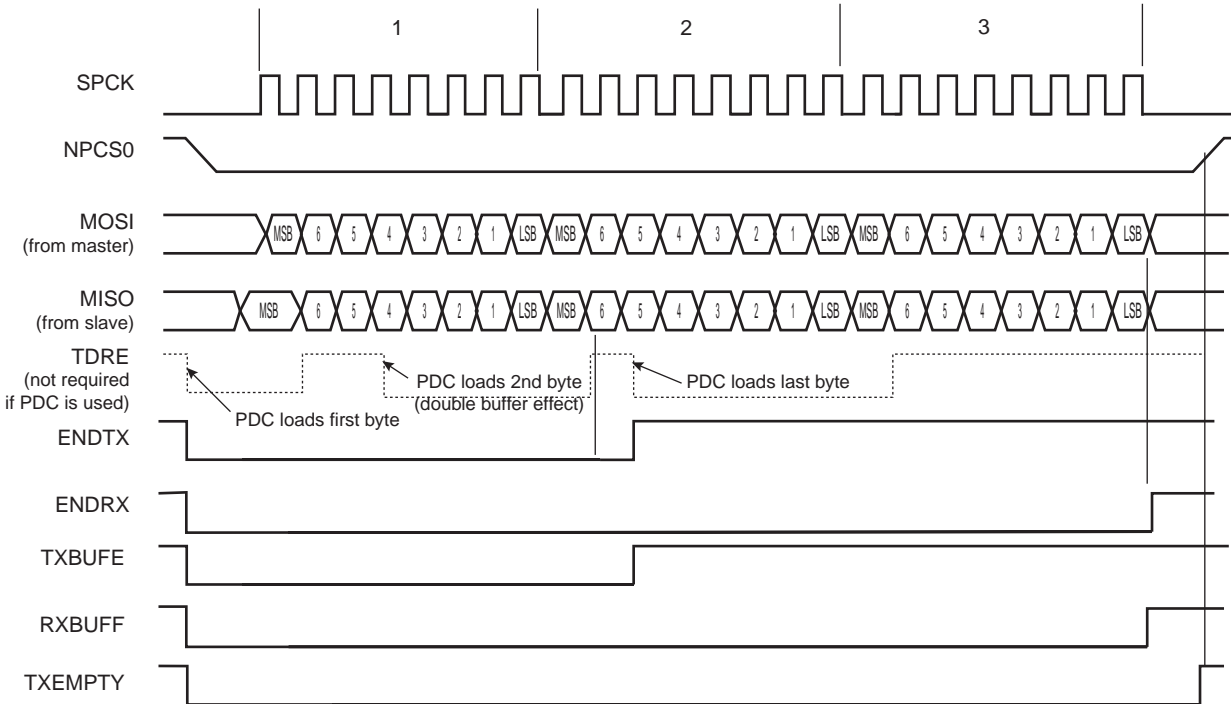 1 2 3
SPCK
NPCS0
MOSI
(from master)
MSB 6 5 4 3 2 1 LSB MSB 6 5 4 3 2 1 LSB MSB 6 5 4 3 2 1 LSB
MISO
(from slave)
MSB 6 5 4 3 2 1 LSB MSB 6 5 4 3 2 1 LSB MSB 6 5 4 3 2 1 LSB
TDRE
(not required
if PDC is used)
PDC loads first byte
PDC loads 2nd byte
(double buffer effect)
PDC loads last byte
ENDTX
ENDRX
TXBUFE
RXBUFF
TXEMPTY